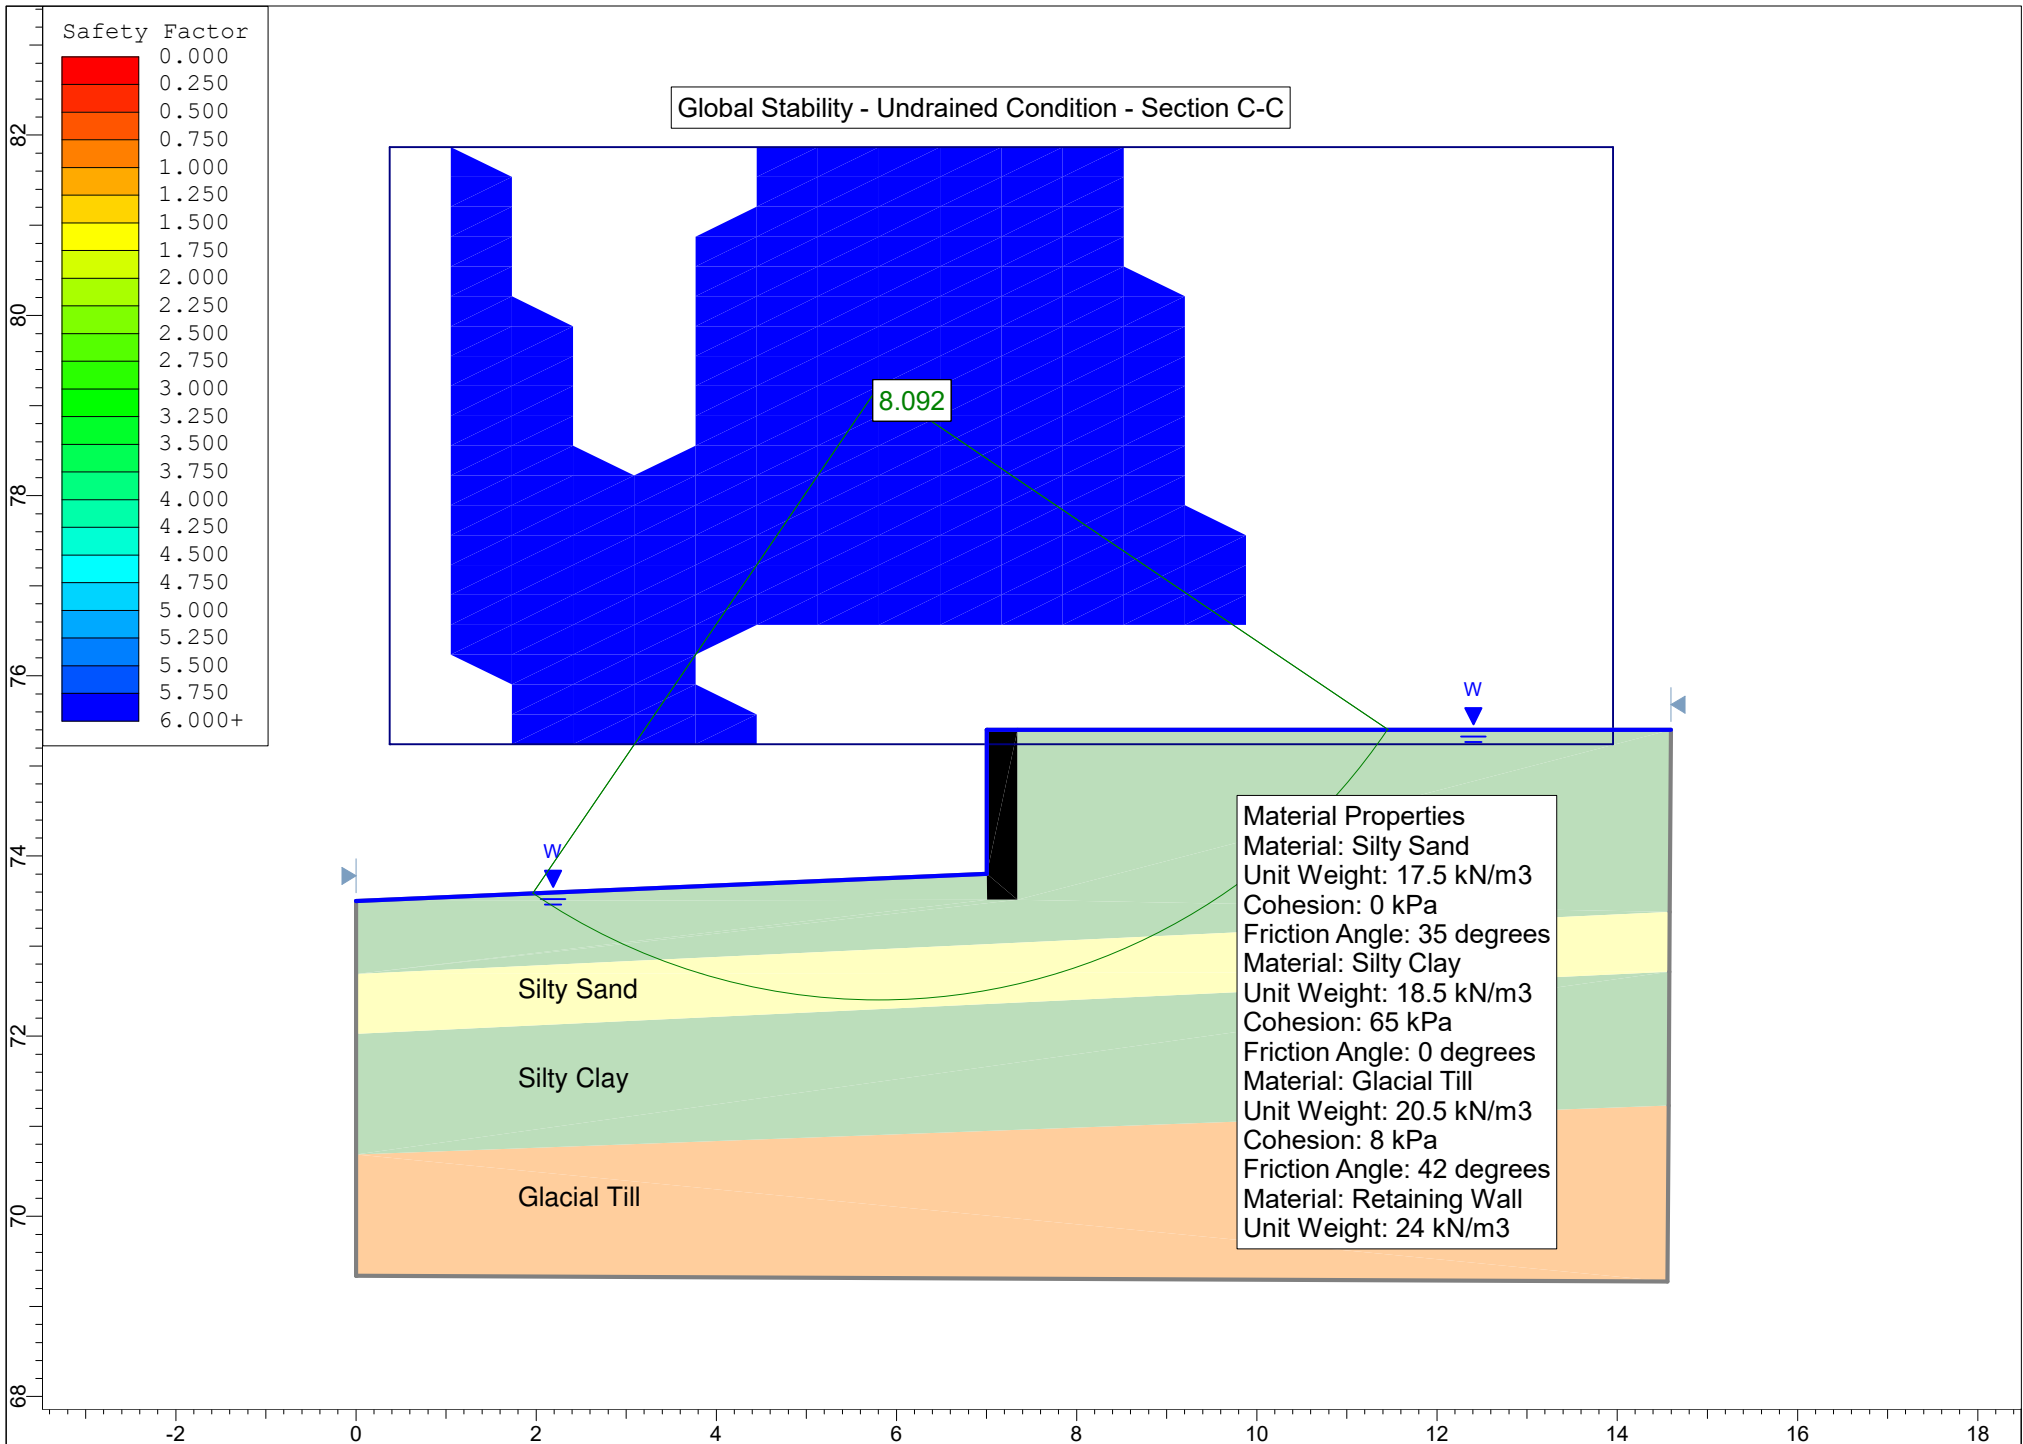 Safety Factor
0.000
0.250
0.500
0.750
1.000
1.250
1.500
1.750
2.000
2.250
2.500
2.750
3.000
3.250
3.500
3.750
4.000
4.250
4.500
4.750
5.000
5.250
5.500
5.750
6.000+
Global Stability - Undrained Condition - Section C-C
8.092
W
W
Silty Sand
Silty Clay
Glacial Till
Material Properties
Material: Silty Sand
Unit Weight: 17.5 kN/m3
Cohesion: 0 kPa
Friction Angle: 35 degrees
Material: Silty Clay
Unit Weight: 18.5 kN/m3
Cohesion: 65 kPa
Friction Angle: 0 degrees
Material: Glacial Till
Unit Weight: 20.5 kN/m3
Cohesion: 8 kPa
Friction Angle: 42 degrees
Material: Retaining Wall
Unit Weight: 24 kN/m3
82
80
78
76
74
72
70
68
-2 0 2 4 6 8 10 12 14 16 18